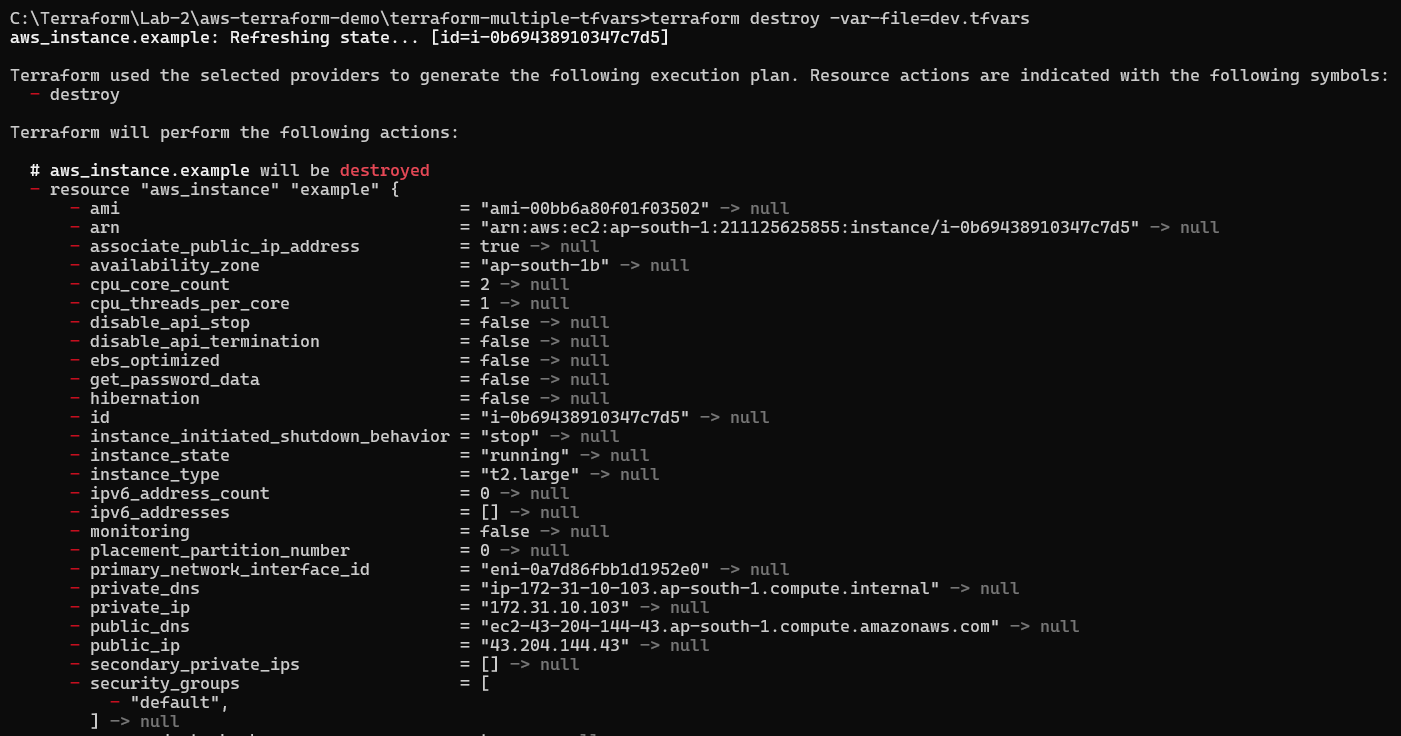 C:\Terraform\Lab-2\aws-terraform-demo\terraform-multiple-tfvars>terraform destroy -var-file=dev.tfvars
aws_instance.example: Refreshing state... [id=i-0b69438910347c7d5]
Terraform used the selected providers to generate the following execution plan. Resource actions are indicated with the following symbols:
- destroy
Terraform will perform the following actions:
# aws_instance.example will be destroyed
- resource "aws_instance" "example" {
- ami = "ami-00bb6a80f01f03502" -> null
- arn = "arn:aws:ec2:ap-south-1:211125625855:instance/i-0b69438910347c7d5" -> null
- associate_public_ip_address = true -> null
- availability_zone = "ap-south-1b" -> null
- cpu_core_count = 2 -> null
- cpu_threads_per_core = 1 -> null
- disable_api_stop = false -> null
- disable_api_termination = false -> null
- ebs_optimized = false -> null
- get_password_data = false -> null
- hibernation = false -> null
- id = "i-0b69438910347c7d5" -> null
- instance_initiated_shutdown_behavior = "stop" -> null
- instance_state = "running" -> null
- instance_type = "t2.large" -> null
- ipv6_address_count = 0 -> null
- ipv6_addresses = [] -> null
- monitoring = false -> null
- placement_partition_number = 0 -> null
- primary_network_interface_id = "eni-0a7d86fbb1d1952e0" -> null
- private_dns = "ip-172-31-10-103.ap-south-1.compute.internal" -> null
- private_ip = "172.31.10.103" -> null
- public_dns = "ec2-43-204-144-43.ap-south-1.compute.amazonaws.com" -> null
- public_ip = "43.204.144.43" -> null
- secondary_private_ips = [] -> null
- security_groups = [
- "default",
] -> null